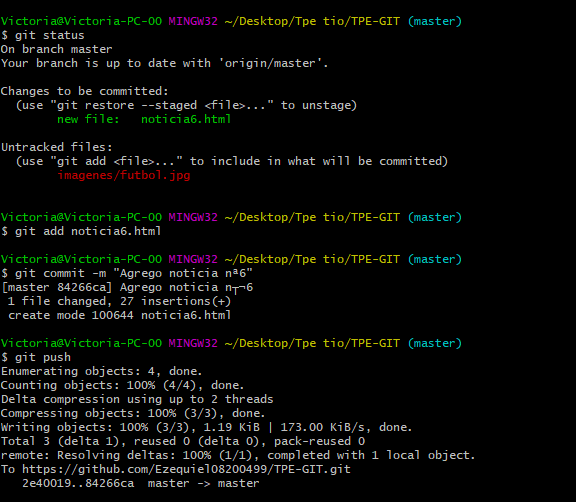 Victoria@Victoria-PC-00 MINGW32 ~/Desktop/Tpe tio/TPE-GIT (master)
$ git status
On branch master
Your branch is up to date with 'origin/master'.
Changes to be committed:
(use "git restore --staged <file>..." to unstage)
new file: noticia6.html
Untracked files:
(use "git add <file>..." to include in what will be committed)
imagenes/futbol.jpg
Victoria@Victoria-PC-00 MINGW32 ~/Desktop/Tpe tio/TPE-GIT (master)
$ git add noticia6.html
Victoria@Victoria-PC-00 MINGW32 ~/Desktop/Tpe tio/TPE-GIT (master)
$ git commit -m "Agrego noticia nª6"
[master 84266ca] Agrego noticia n┬¬6
1 file changed, 27 insertions(+)
create mode 100644 noticia6.html
Victoria@Victoria-PC-00 MINGW32 ~/Desktop/Tpe tio/TPE-GIT (master)
$ git push
Enumerating objects: 4, done.
Counting objects: 100% (4/4), done.
Delta compression using up to 2 threads
Compressing objects: 100% (3/3), done.
Writing objects: 100% (3/3), 1.19 KiB | 173.00 KiB/s, done.
Total 3 (delta 1), reused 0 (delta 0), pack-reused 0
remote: Resolving deltas: 100% (1/1), completed with 1 local object.
To https://github.com/Ezequiel08200499/TPE-GIT.git
2e40019..84266ca master -> master